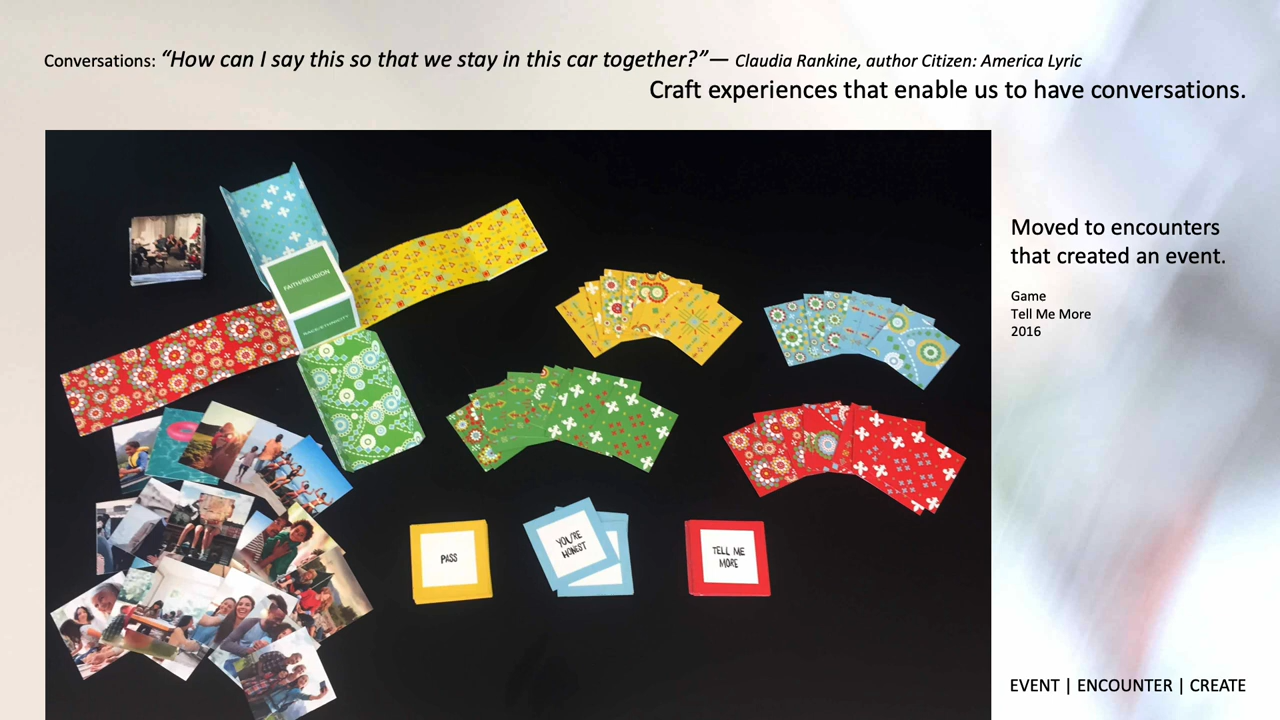 Conversations: “How can I say this so that we stay in this car together?”— Claudia Rankine, author Citizen: America Lyric
Craft experiences that enable us to have conversations.
FAITH/RELIGION
RACE/ETHNICITY
PASS
YOU'RE
HONEST
TELL ME
MORE
Moved to encounters
that created an event.
Game
Tell Me More
2016
EVENT | ENCOUNTER | CREATE